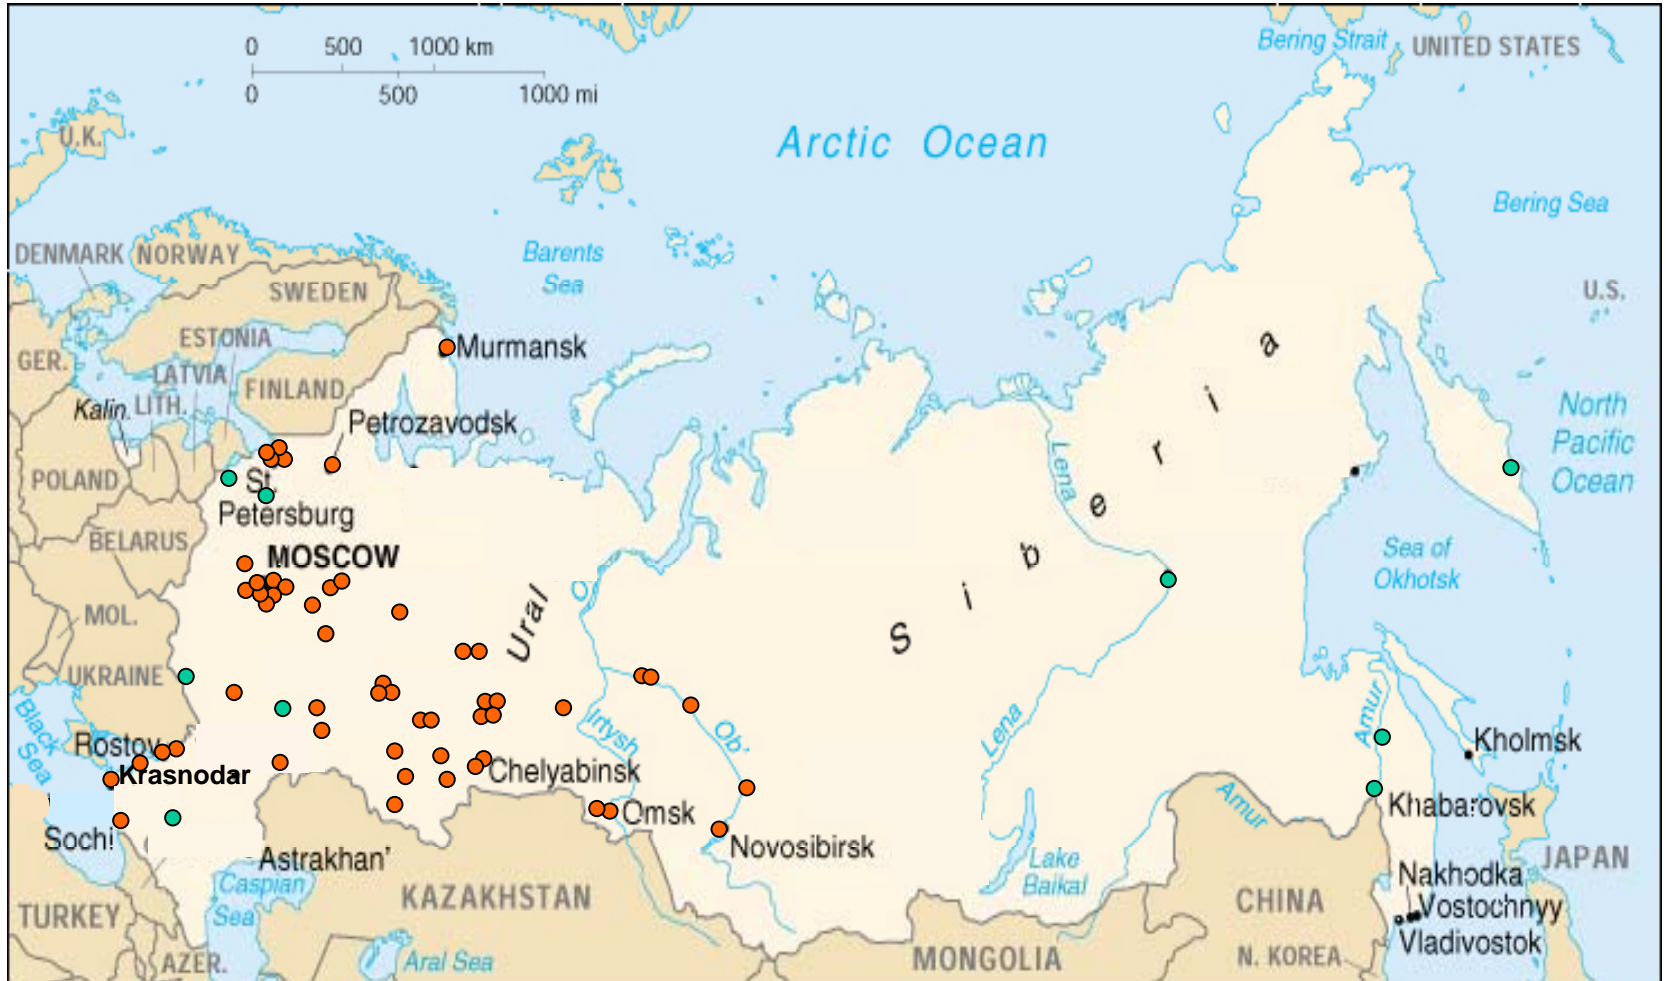 0 500 1000 km
0 500 1000 mi
Bering Strait
UNITED STATES
U.K.
Arctic Ocean
Bering Sea
DENMARK
NORWAY
Barents
Sea
SWEDEN
U.S.
ESTONIA
GER.
Murmansk
LATVIA
FINLAND
Kalin.
LITH.
Petrozavodsk
North
Pacific
Ocean
POLAND
St.
Petersburg
Lena
BELARUS
MOSCOW
Sea of
Okhotsk
Siberia
MOL.
Ural
O
UKRAINE
Black
Sea
Rostov
Krasnodar
Irtysh
Ob'
Lena
Amur
Kholmsk
Chelyabinsk
Sochi
Omsk
Novosibirsk
Amur
Khabarovsk
Astrakhan'
Caspian
Sea
KAZAKHSTAN
Lake
Baikal
JAPAN
Nakhodka
Vostochnyy
Vladivostok
TURKEY
CHINA
AZER.
Aral Sea
MONGOLIA
N. KOREA